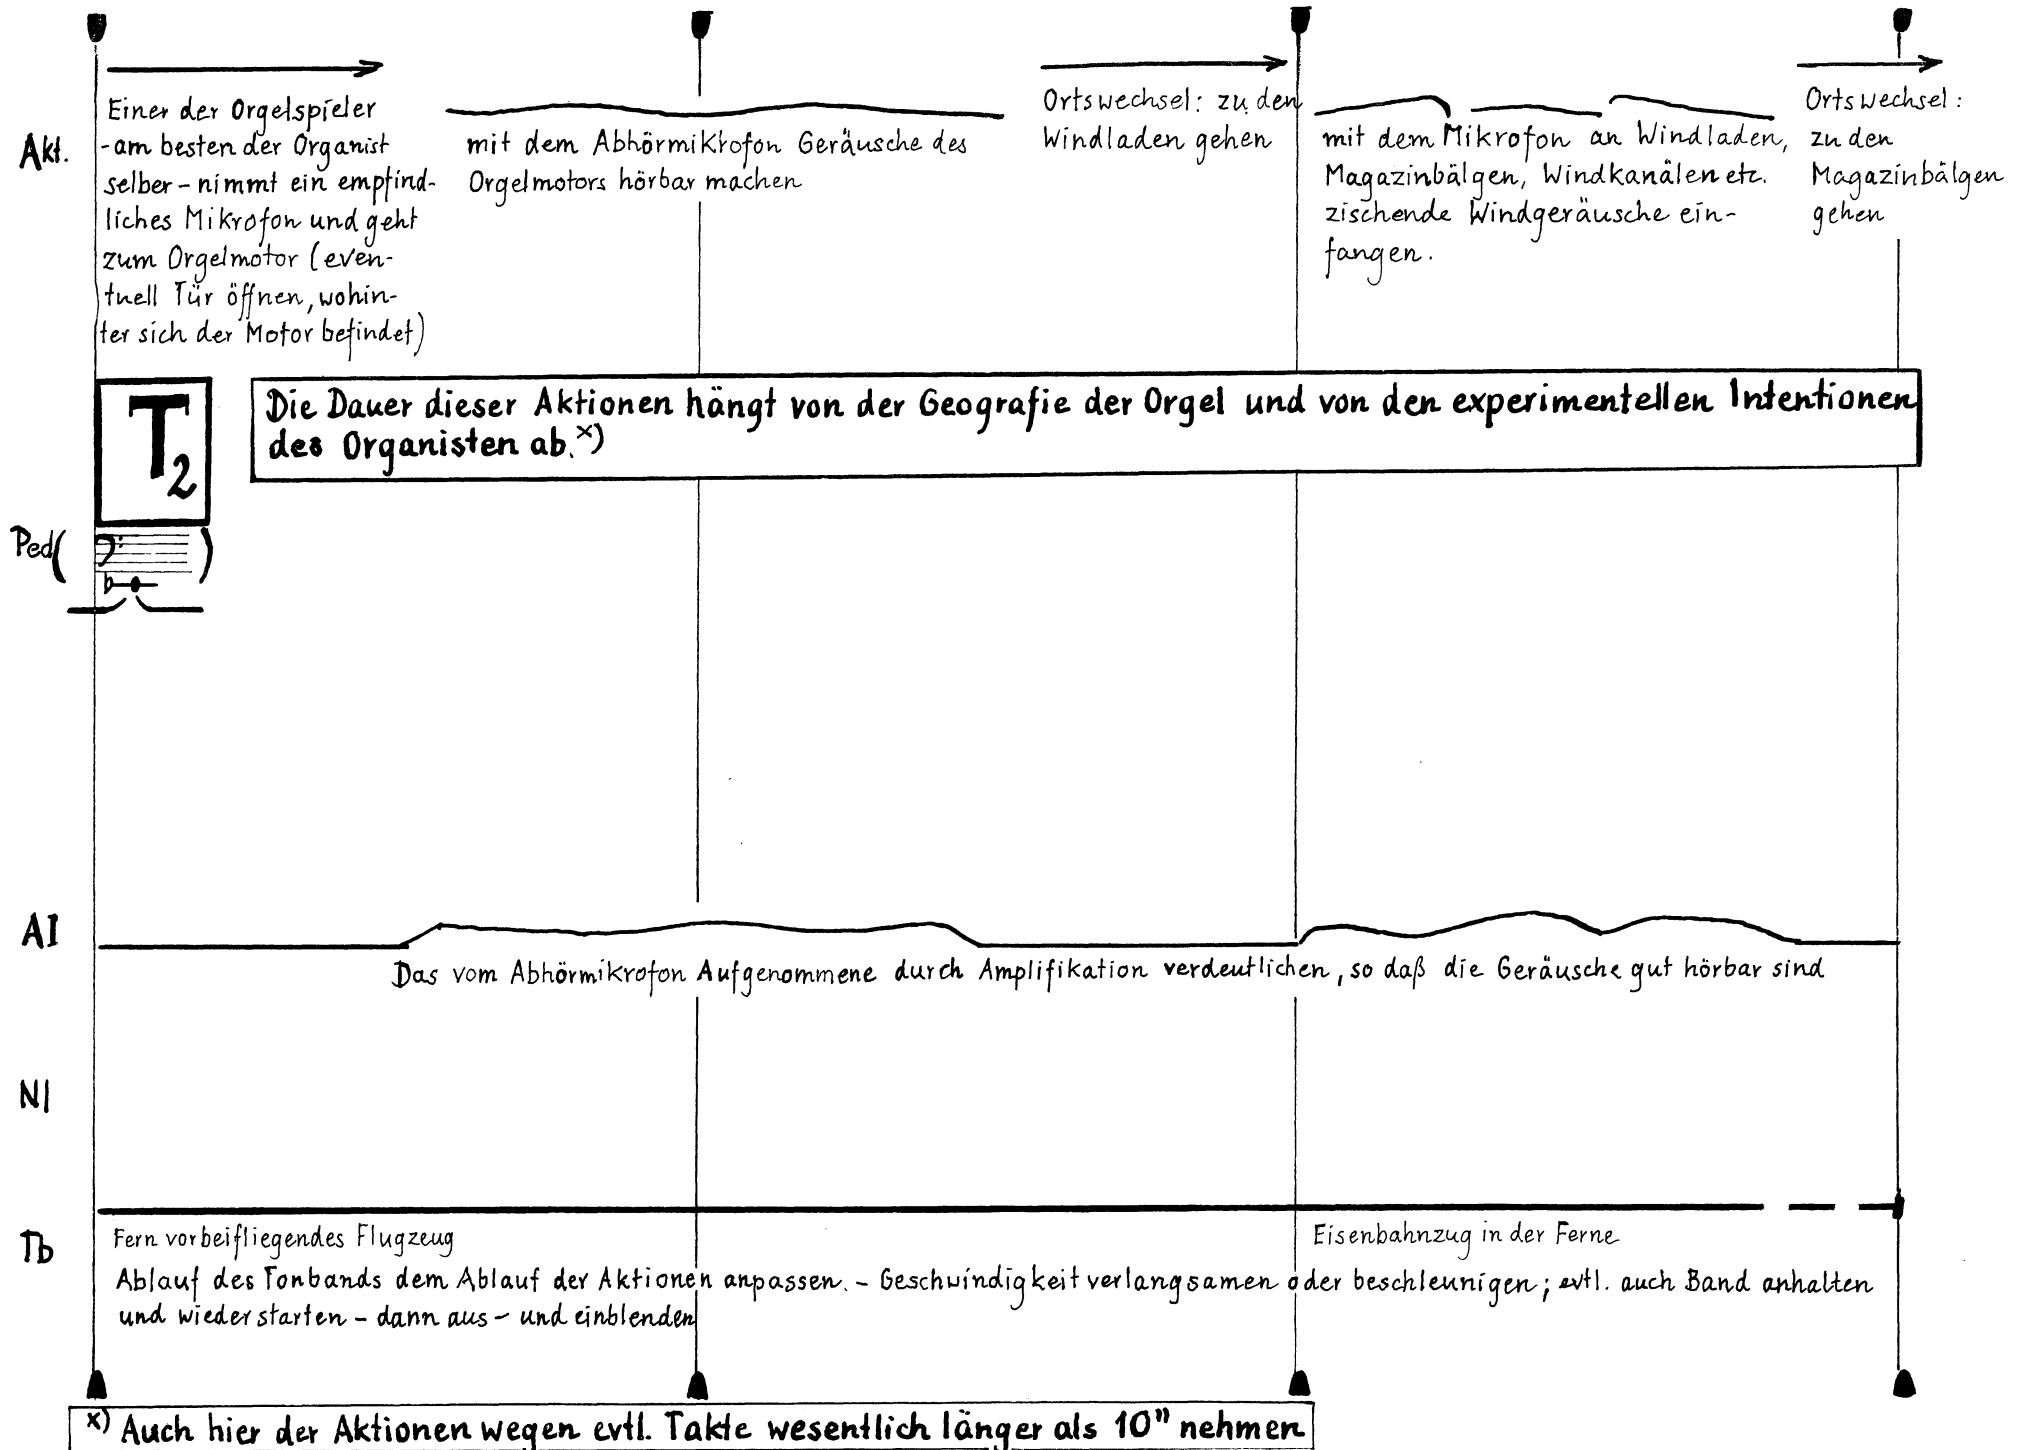 Akt.
Einer der Orgelspieler
- am besten der Organist
selber - nimmt ein empfind-
liches Mikrofon und geht
zum Orgelmotor (even-
tuell Tür öffnen, wohin-
ter sich der Motor befindet)
mit dem Abhörmikrofon Geräusche des
Orgelmotors hörbar machen
Ortswechsel: zu den
Windladen gehen
mit dem Mikrofon an Windladen,
Magazinbälgen, Windkanälen etc.
zischende Windgeräusche ein-
fangen.
Ortswechsel:
zu den
Magazinbälgen
gehen
T2
Die Dauer dieser Aktionen hängt von der Geografie der Orgel und von den experimentellen Intentionen
des Organisten ab. x)
Ped
AI
Das vom Abhörmikrofon Aufgenommene durch Amplifikation verdeutlichen, so daß die Geräusche gut hörbar sind
NI
Tb
Fern vorbeifliegendes Flugzeug
Eisenbahnzug in der Ferne
Ablauf des Tonbands dem Ablauf der Aktionen anpassen. - Geschwindigkeit verlangsamen oder beschleunigen; evtl. auch Band anhalten
und wieder starten - dann aus- und einblenden
x) Auch hier der Aktionen wegen evtl. Takte wesentlich länger als 10" nehmen